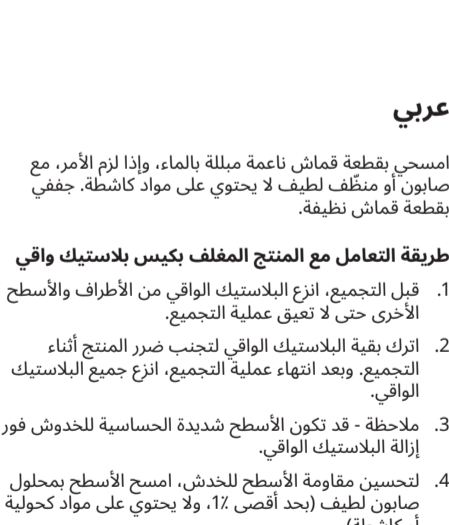 عربي
امسحي بقطعة قماش ناعمة مبللة بالماء، وإذا لزم الأمر، مع
صابون أو منظّف لطيف لا يحتوي على مواد كاشطة. جففي
بقطعة قماش نظيفة.
طريقة التعامل مع المنتج المغلف بكيس بلاستيك واقي
1. قبل التجميع، انزع البلاستيك الواقي من الأطراف والأسطح
الأخرى حتى لا تعيق عملية التجميع.
2. اترك بقية البلاستيك الواقي لتجنب ضرر المنتج أثناء
التجميع. وبعد انتهاء عملية التجميع، انزع جميع البلاستيك
الواقي.
3. ملاحظة - قد تكون الأسطح شديدة الحساسية للخدوش فور
إزالة البلاستيك الواقي.
4. لتحسين مقاومة الأسطح للخدش، امسح الأسطح بمحلول
صابون لطيف (بحد أقصى 1٪، ولا يحتوي على مواد كحولية